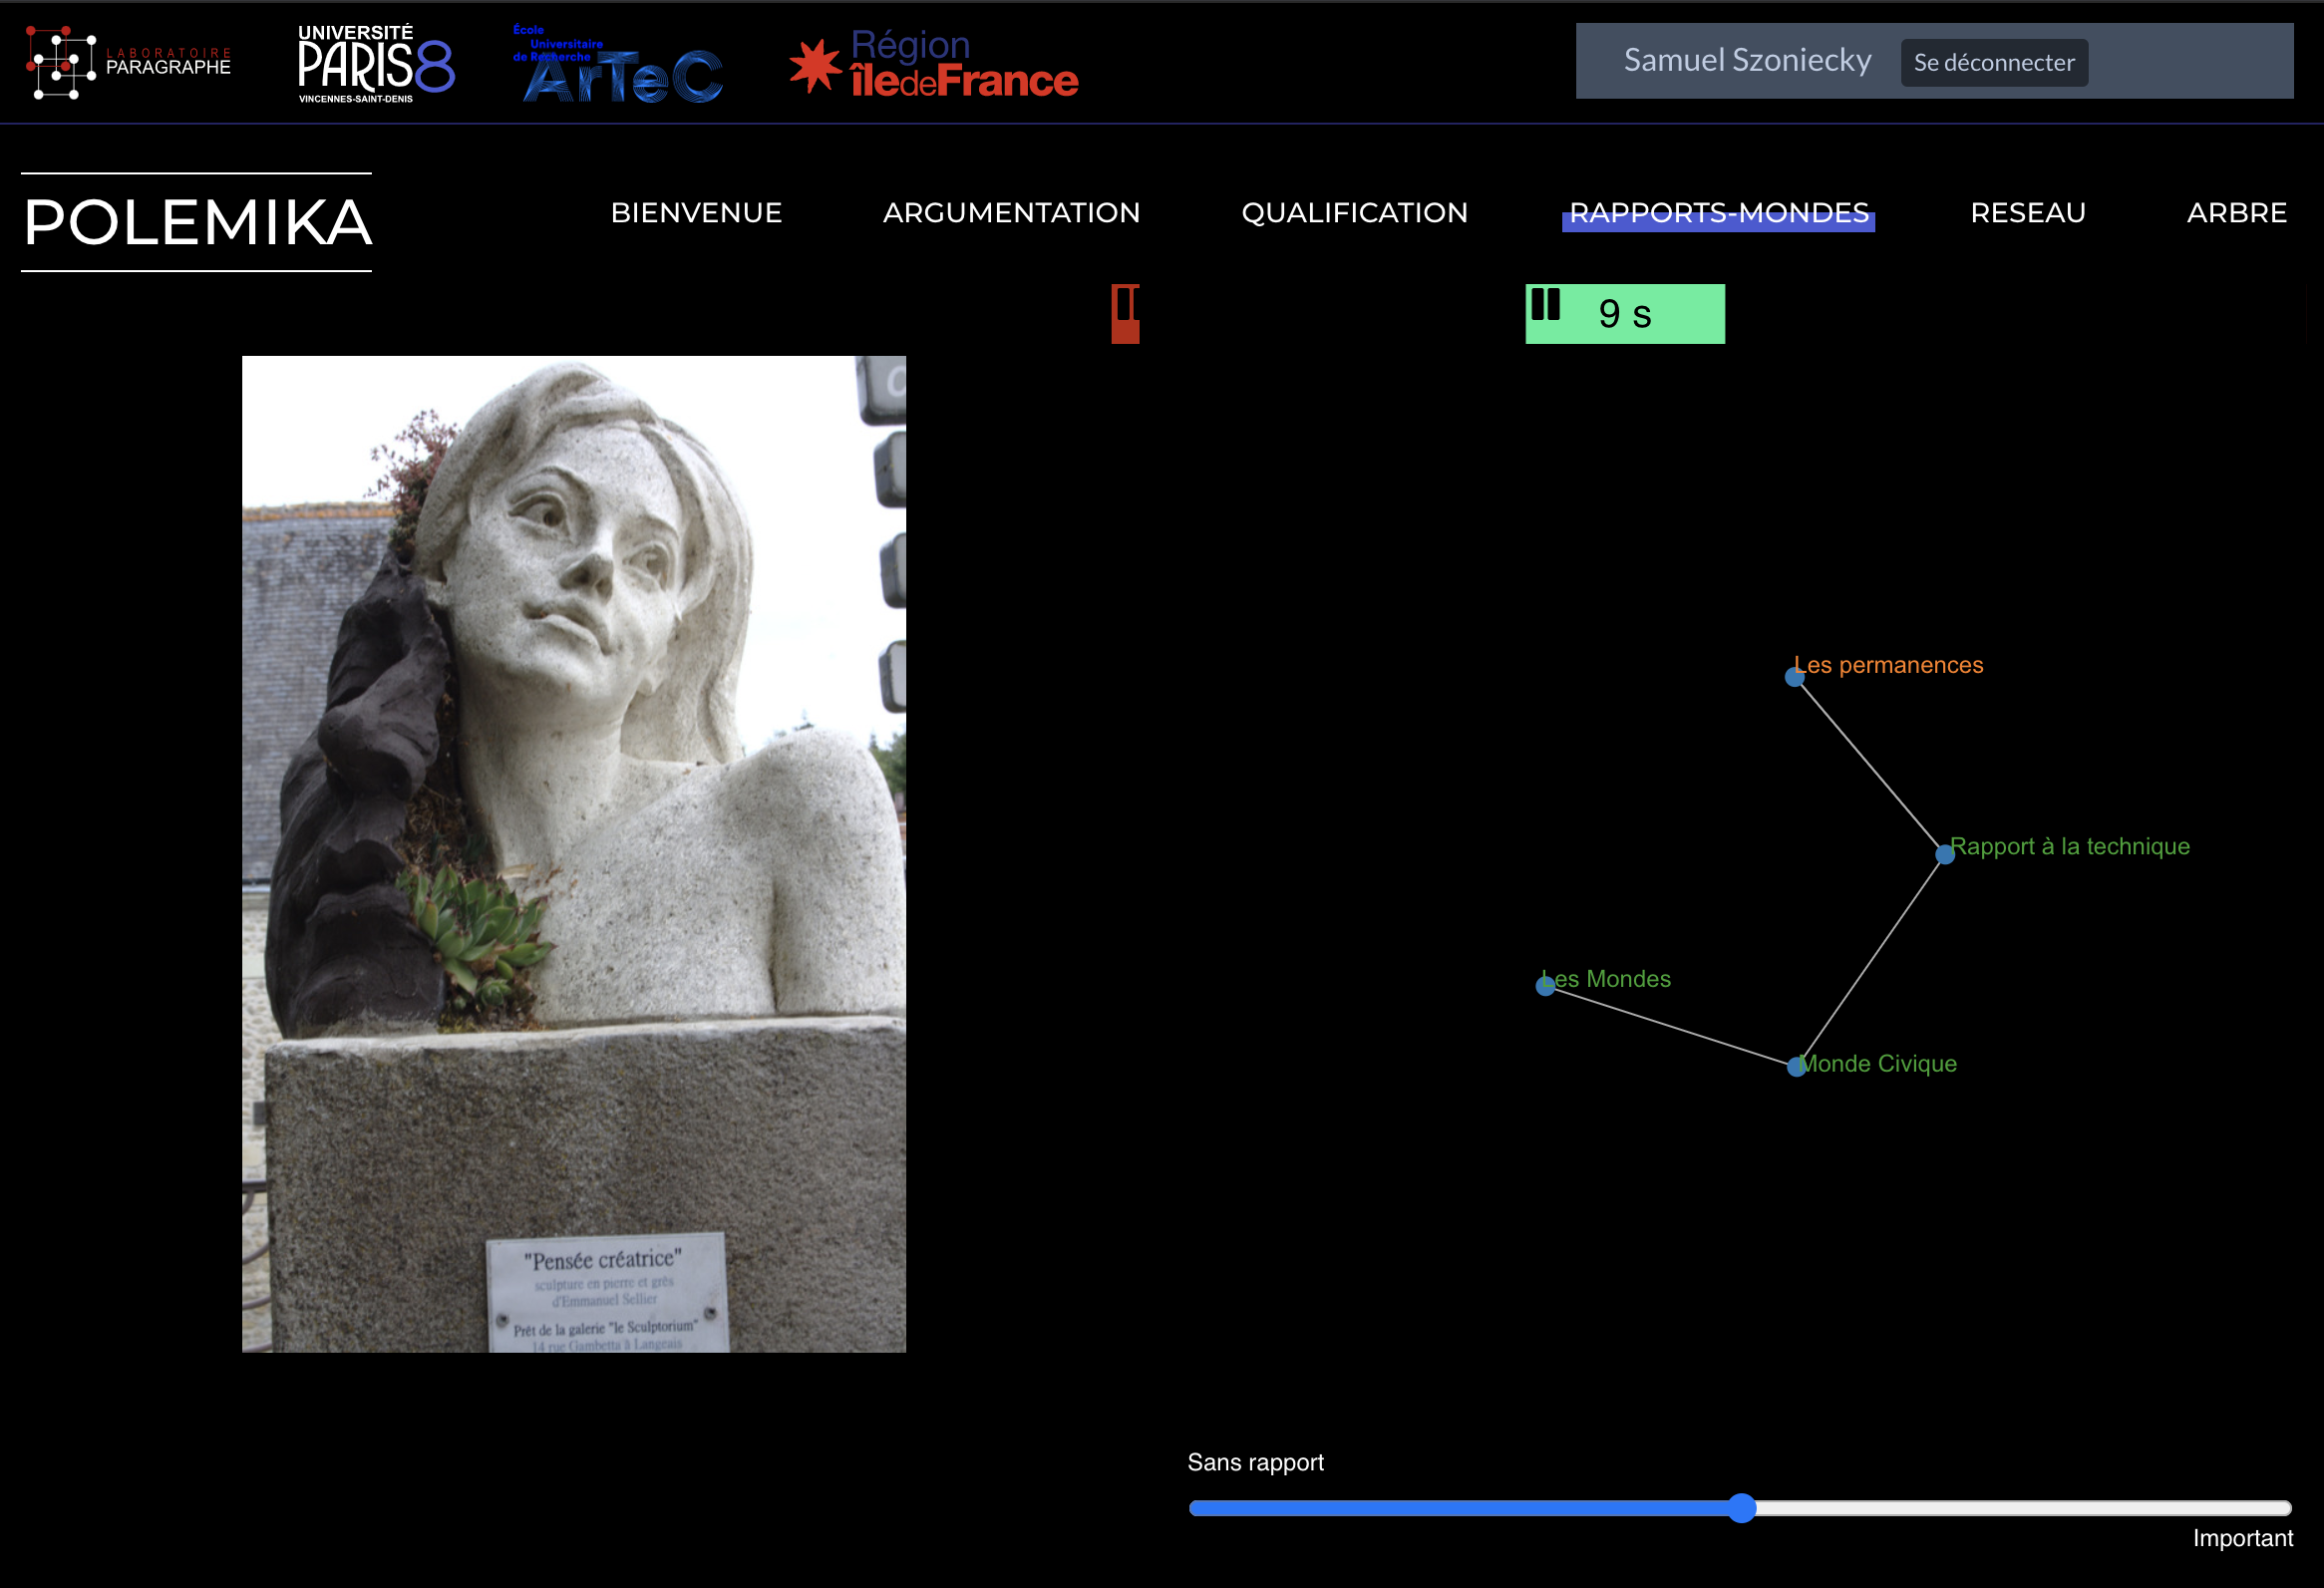 LABORATOIRE
PARAGRAPHE
UNIVERSITÉ
PARIS8
VINCENNES-SAINT-DENIS
École
Universitaire
de Recherche
ArTeC
Région
îledeFrance
Samuel Szoniecky
Se déconnecter
POLEMIKA
BIENVENUE
ARGUMENTATION
QUALIFICATION
RAPPORTS-MONDES
RESEAU
ARBRE
9 s
Les permanences
Rapport à la technique
Les Mondes
Monde Civique
"Pensée créatrice"
sculpture en pierre et grès
d'Emmanuel Sellier
Prêt de la galerie "le Sculptorium"
14 rue Gambetta à Langeais
Sans rapport
Important